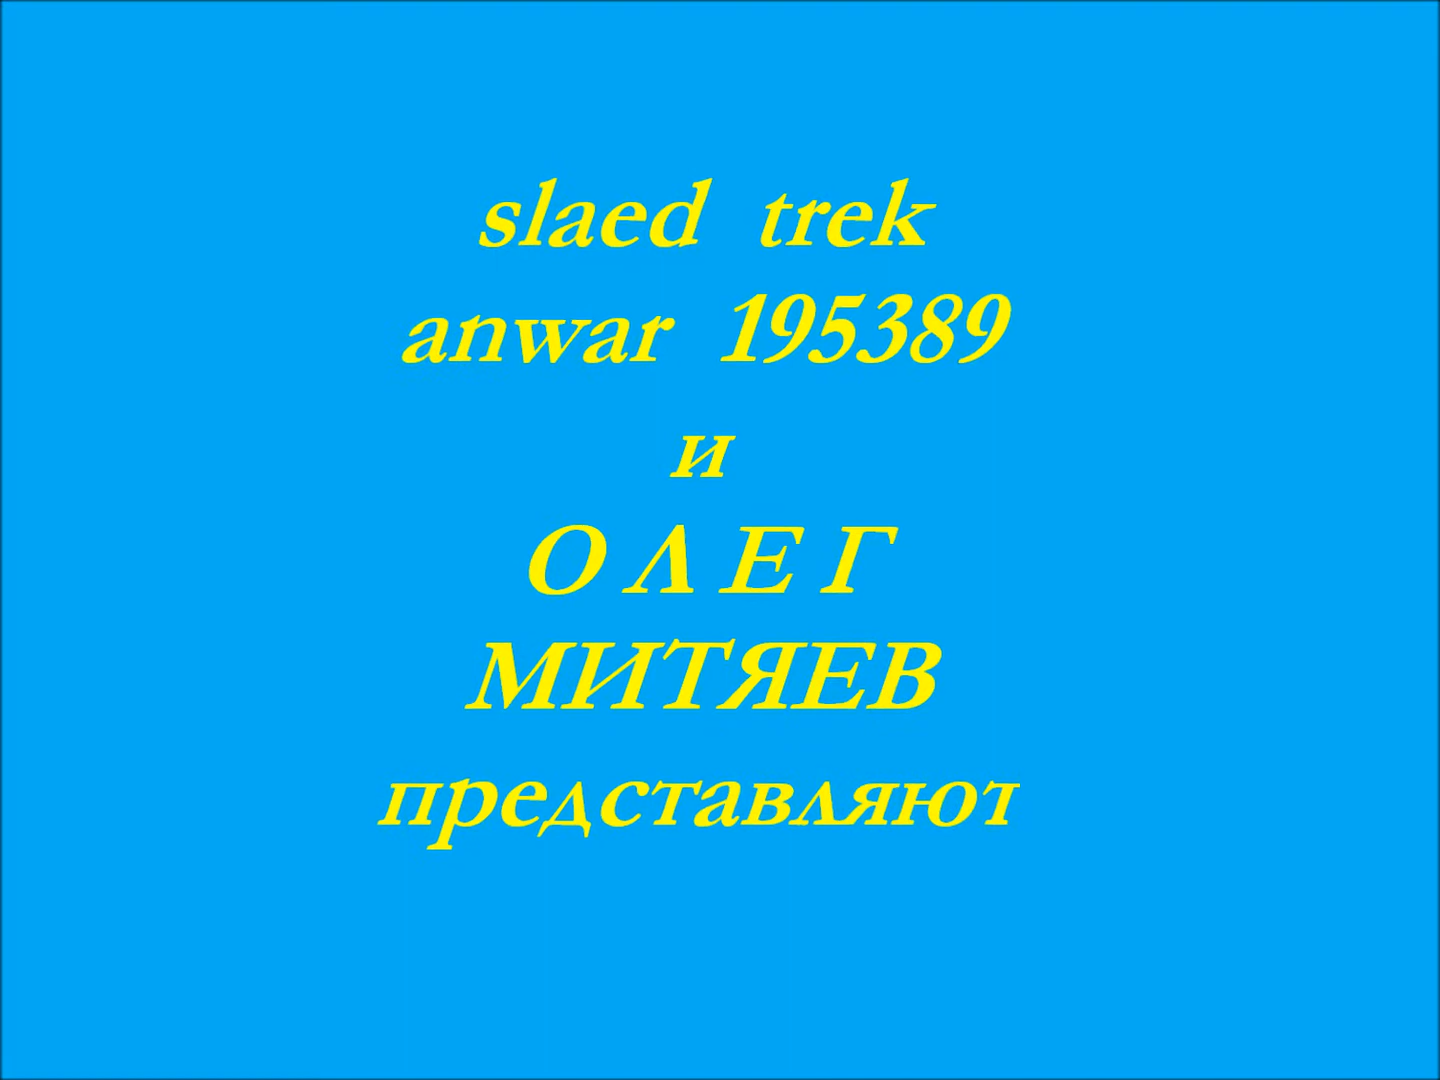 slaed trek
anwar 195389
и
О Л Е Г
МИТЯЕВ
представляют